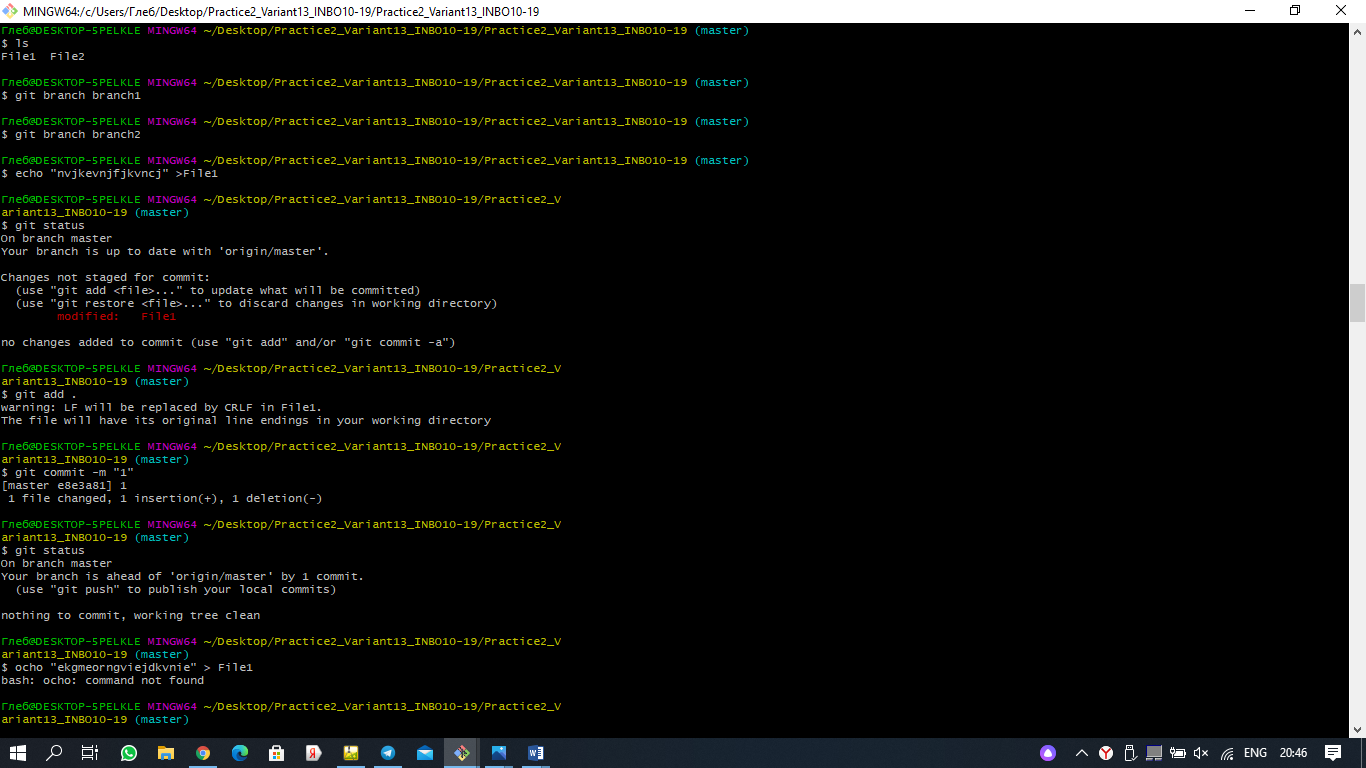 MINGW64:/c/Users/Глеб/Desktop/Practice2_Variant13_INBO10-19/Practice2_Variant13_INBO10-19
Глеб@DESKTOP-5PELKLE MINGW64 ~/Desktop/Practice2_Variant13_INBO10-19/Practice2_Variant13_INBO10-19 (master)
$ ls
File1  File2
Глеб@DESKTOP-5PELKLE MINGW64 ~/Desktop/Practice2_Variant13_INBO10-19/Practice2_Variant13_INBO10-19 (master)
$ git branch branch1
Глеб@DESKTOP-5PELKLE MINGW64 ~/Desktop/Practice2_Variant13_INBO10-19/Practice2_Variant13_INBO10-19 (master)
$ git branch branch2
Глеб@DESKTOP-5PELKLE MINGW64 ~/Desktop/Practice2_Variant13_INBO10-19/Practice2_Variant13_INBO10-19 (master)
$ echo "nvjkevnjfjkvncj" >File1
Глеб@DESKTOP-5PELKLE MINGW64 ~/Desktop/Practice2_Variant13_INBO10-19/Practice2_V
ariant13_INBO10-19 (master)
$ git status
On branch master
Your branch is up to date with 'origin/master'.
Changes not staged for commit:
  (use "git add <file>..." to update what will be committed)
  (use "git restore <file>..." to discard changes in working directory)
        modified:   File1
no changes added to commit (use "git add" and/or "git commit -a")
Глеб@DESKTOP-5PELKLE MINGW64 ~/Desktop/Practice2_Variant13_INBO10-19/Practice2_V
ariant13_INBO10-19 (master)
$ git add .
warning: LF will be replaced by CRLF in File1.
The file will have its original line endings in your working directory
Глеб@DESKTOP-5PELKLE MINGW64 ~/Desktop/Practice2_Variant13_INBO10-19/Practice2_V
ariant13_INBO10-19 (master)
$ git commit -m "1"
[master e8e3a81] 1
 1 file changed, 1 insertion(+), 1 deletion(-)
Глеб@DESKTOP-5PELKLE MINGW64 ~/Desktop/Practice2_Variant13_INBO10-19/Practice2_V
ariant13_INBO10-19 (master)
$ git status
On branch master
Your branch is ahead of 'origin/master' by 1 commit.
  (use "git push" to publish your local commits)
nothing to commit, working tree clean
Глеб@DESKTOP-5PELKLE MINGW64 ~/Desktop/Practice2_Variant13_INBO10-19/Practice2_V
ariant13_INBO10-19 (master)
$ ocho "ekgmeorngviejdkvnie" > File1
bash: ocho: command not found
Глеб@DESKTOP-5PELKLE MINGW64 ~/Desktop/Practice2_Variant13_INBO10-19/Practice2_V
ariant13_INBO10-19 (master)
ENG 20:46